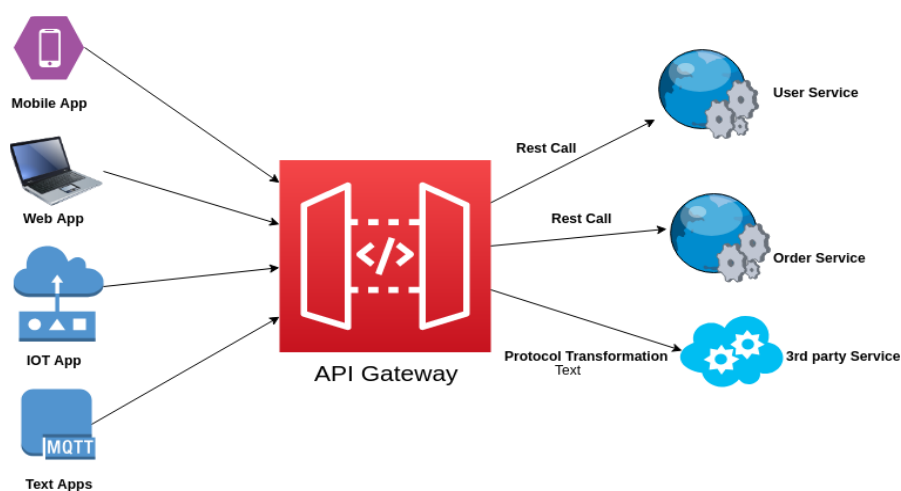 Mobile App
Web App
IOT App
MQTT
Text Apps
</>
API Gateway
Rest Call
Rest Call
Protocol Transformation
Text
User Service
Order Service
3rd party Service